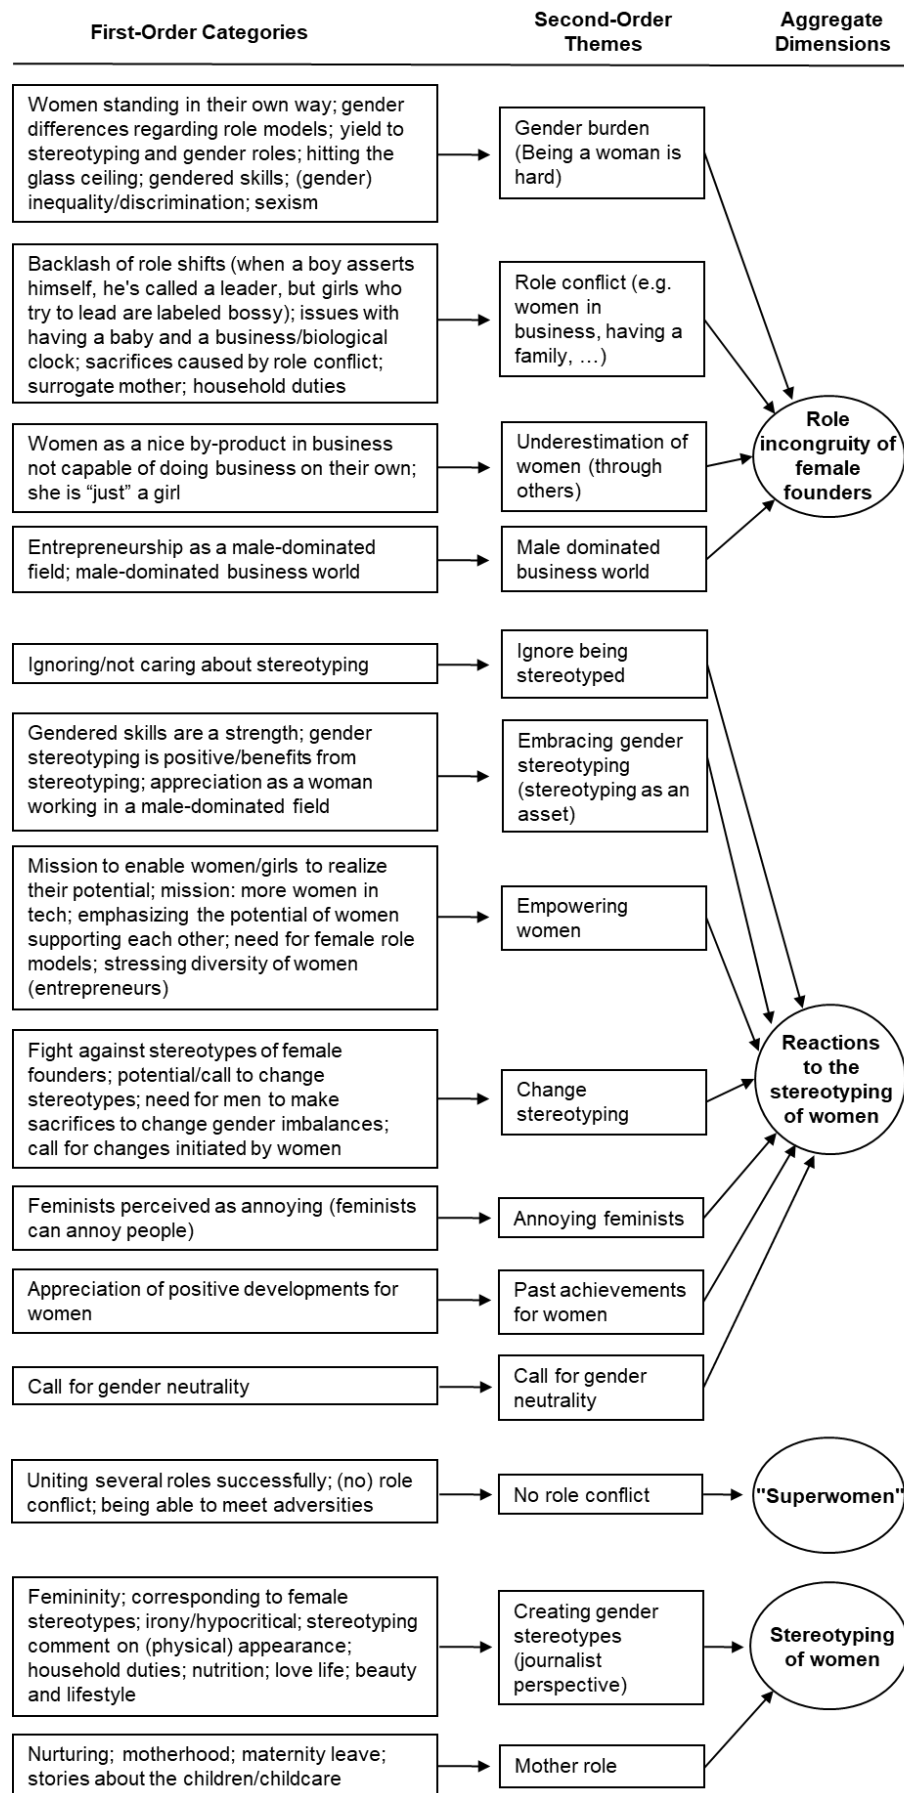 First-Order Categories
Second-Order
Themes
Aggregate
Dimensions
Women standing in their own way; gender
differences regarding role models; yield to
stereotyping and gender roles; hitting the
glass ceiling; gendered skills; (gender)
inequality/discrimination; sexism
Gender burden
(Being a woman is
hard)
Backlash of role shifts (when a boy asserts
himself, he's called a leader, but girls who
try to lead are labeled bossy); issues with
having a baby and a business/biological
clock; sacrifices caused by role conflict;
surrogate mother; household duties
Role conflict (e.g.
women in
business, having a
family, …)
Women as a nice by-product in business
not capable of doing business on their own;
she is “just” a girl
Underestimation of
women (through
others)
Entrepreneurship as a male-dominated
field; male-dominated business world
Male dominated
business world
Role
incongruity of
female
founders
Ignoring/not caring about stereotyping
Ignore being
stereotyped
Gendered skills are a strength; gender
stereotyping is positive/benefits from
stereotyping; appreciation as a woman
working in a male-dominated field
Embracing gender
stereotyping
(stereotyping as an
asset)
Mission to enable women/girls to realize
their potential; mission: more women in
tech; emphasizing the potential of women
supporting each other; need for female role
models; stressing diversity of women
(entrepreneurs)
Empowering
women
Fight against stereotypes of female
founders; potential/call to change
stereotypes; need for men to make
sacrifices to change gender imbalances;
call for changes initiated by women
Change
stereotyping
Feminists perceived as annoying (feminists
can annoy people)
Annoying feminists
Appreciation of positive developments for
women
Past achievements
for women
Call for gender neutrality
Call for gender
neutrality
Reactions
to the
stereotyping
of women
Uniting several roles successfully; (no) role
conflict; being able to meet adversities
No role conflict
"Superwomen"
Femininity; corresponding to female
stereotypes; irony/hypocritical; stereotyping
comment on (physical) appearance;
household duties; nutrition; love life; beauty
and lifestyle
Creating gender
stereotypes
(journalist
perspective)
Nurturing; motherhood; maternity leave;
stories about the children/childcare
Mother role
Stereotyping
of women